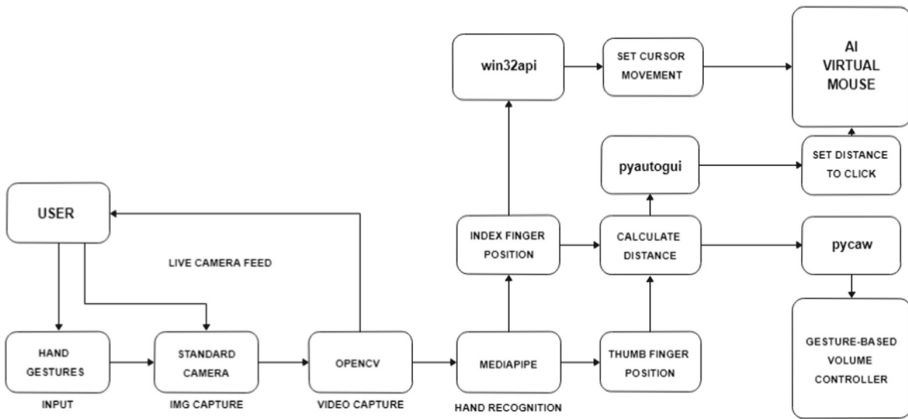 win32api
SET CURSOR
MOVEMENT
AI
VIRTUAL
MOUSE
pyautogui
SET DISTANCE
TO CLICK
USER
INDEX FINGER
POSITION
CALCULATE
DISTANCE
pycaw
LIVE CAMERA FEED
HAND
GESTURES
STANDARD
CAMERA
OPENCV
MEDIAPIPE
THUMB FINGER
POSITION
GESTURE-BASED
VOLUME
CONTROLLER
INPUT
IMG CAPTURE
VIDEO CAPTURE
HAND RECOGNITION